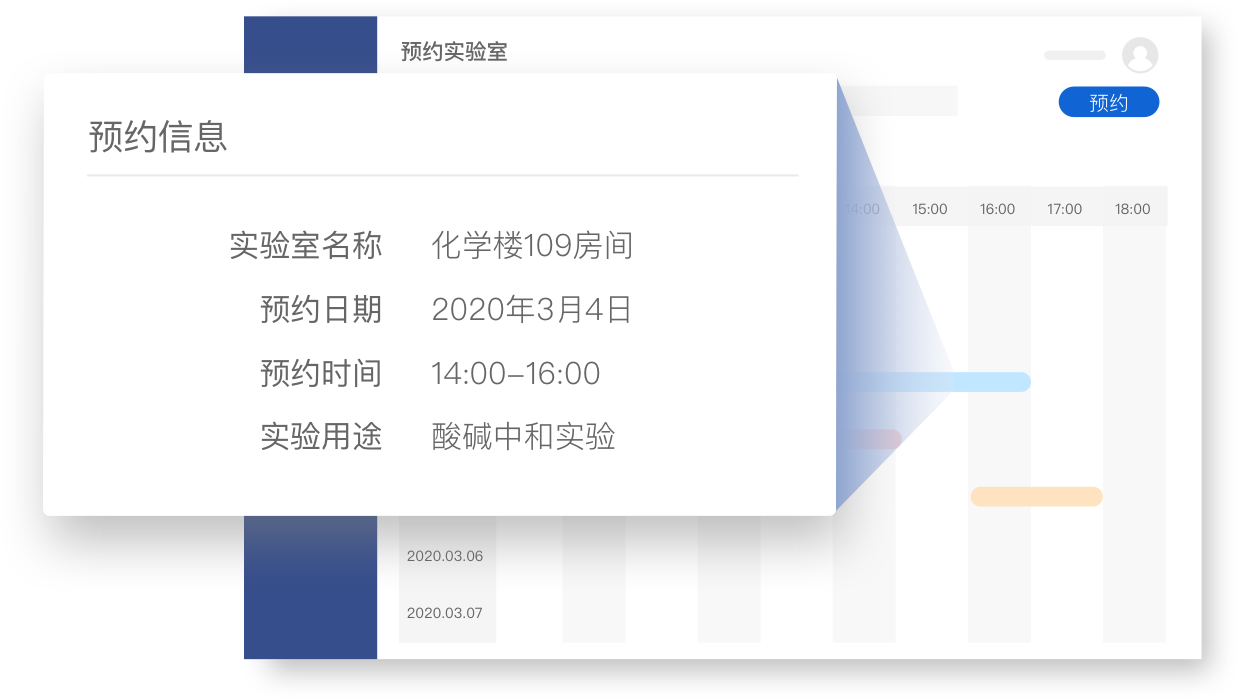 预约实验室
预约
预约信息
14:00 15:00 16:00 17:00 18:00
实验室名称 化学楼109房间
预约日期 2020年3月4日
预约时间 14:00–16:00
实验用途 酸碱中和实验
2020.03.06
2020.03.07